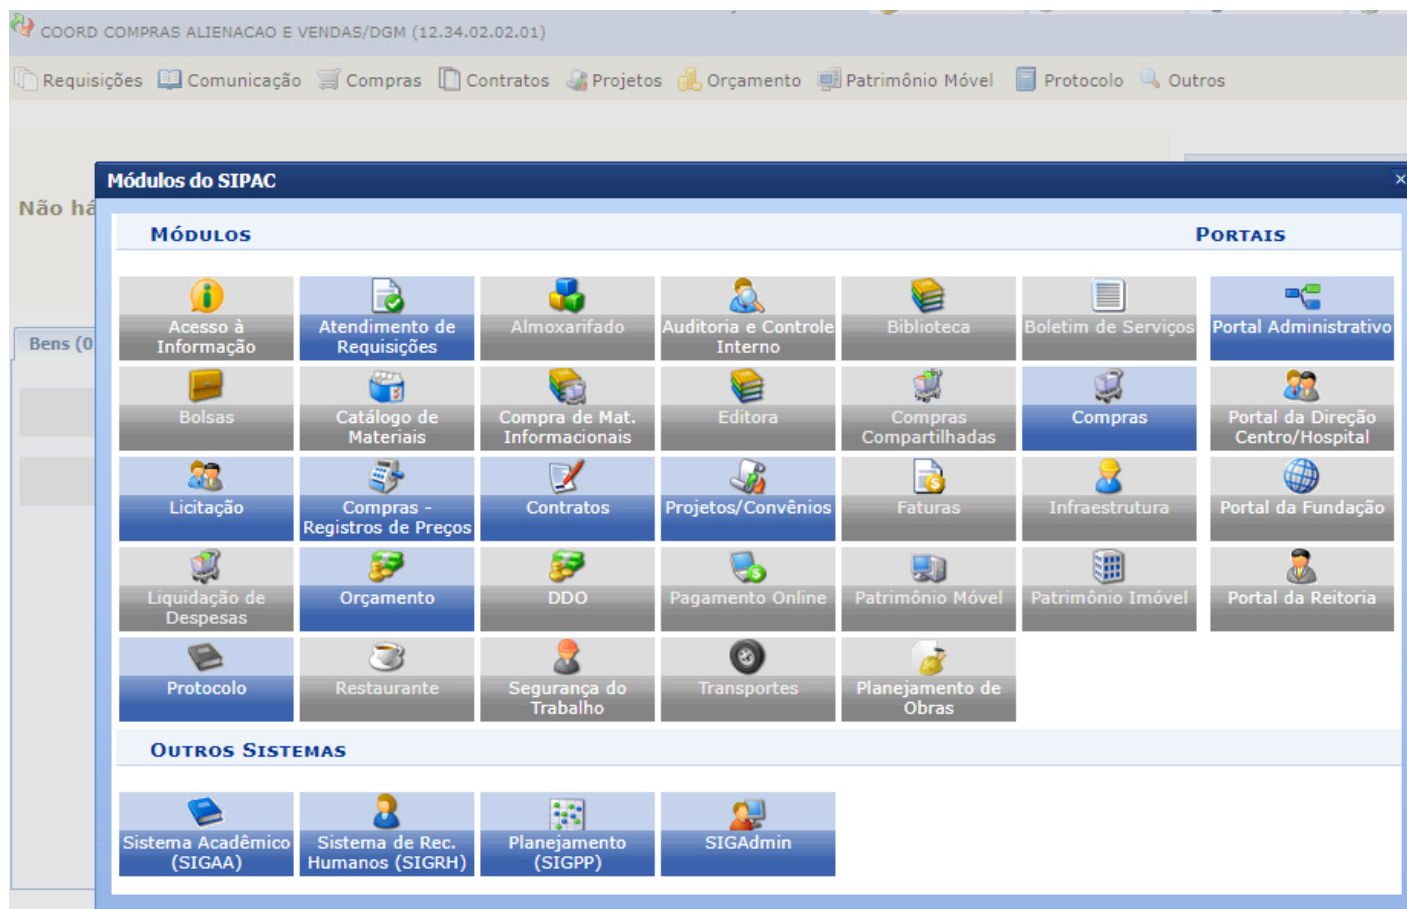 COORD COMPRAS ALIENACAO E VENDAS/DGM (12.34.02.02.01)
Requisições Comunicação Compras Contratos Projetos Orçamento Patrimônio Móvel Protocolo Outros
Módulos do SIPAC
Não há
MÓDULOS PORTAIS
Acesso à Informação
Atendimento de Requisições
Almoxarifado
Auditoria e Controle Interno
Biblioteca
Boletim de Serviços
Portal Administrativo
Bens (0
Bolsas
Catálogo de Materiais
Compra de Mat. Informacionais
Editora
Compras Compartilhadas
Compras
Portal da Direção Centro/Hospital
Licitação
Compras - Registros de Preços
Contratos
Projetos/Convênios
Faturas
Infraestrutura
Portal da Fundação
Liquidação de Despesas
Orçamento
DDO
Pagamento Online
Patrimônio Móvel
Patrimônio Imóvel
Portal da Reitoria
Protocolo
Restaurante
Segurança do Trabalho
Transportes
Planejamento de Obras
OUTROS SISTEMAS
Sistema Acadêmico (SIGAA)
Sistema de Rec. Humanos (SIGRH)
Planejamento (SIGPP)
SIGAdmin